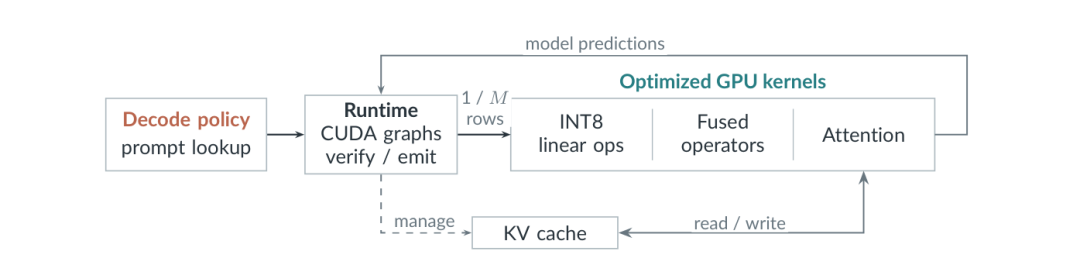 model predictions
Optimized GPU kernels
Decode policy
prompt lookup
Runtime
CUDA graphs
verify / emit
1 / M
rows
INT8
linear ops
Fused
operators
Attention
manage
KV cache
read / write